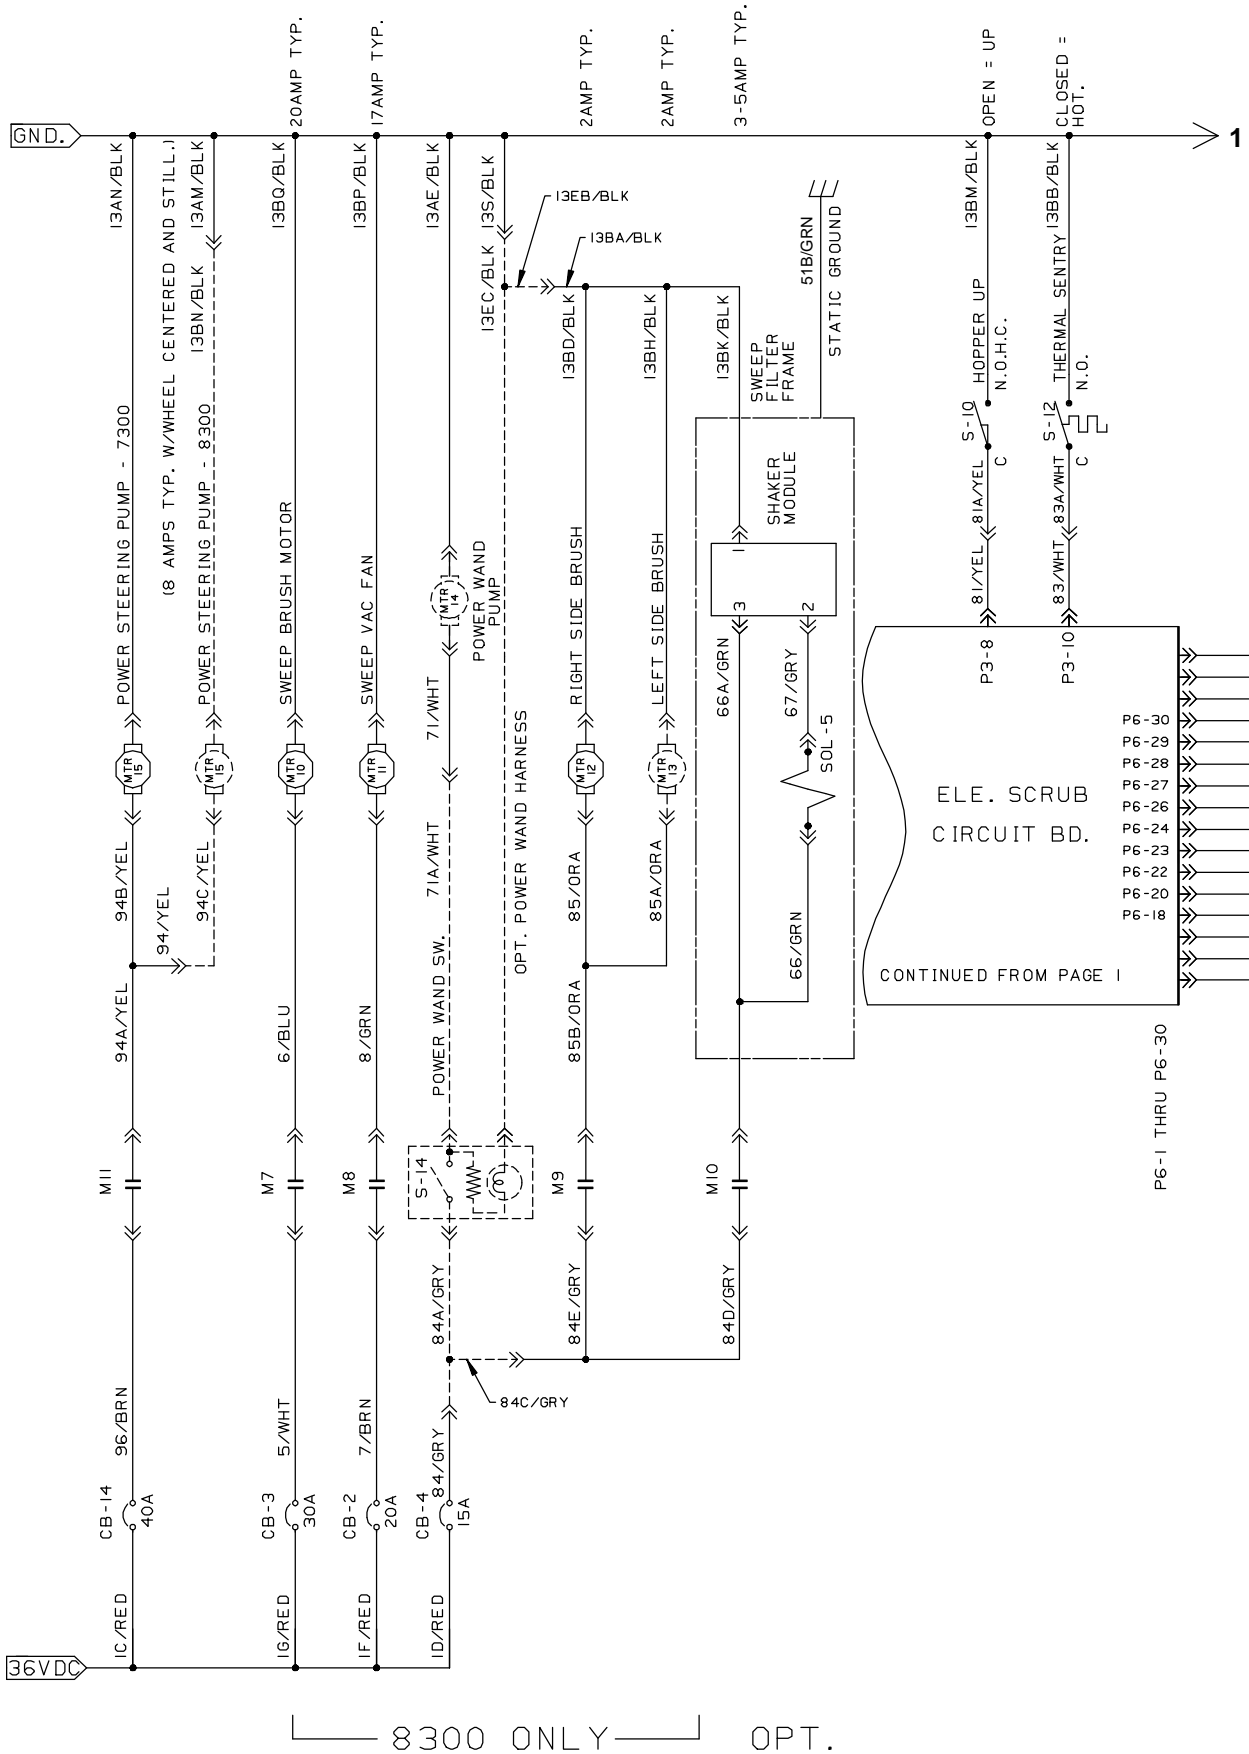 GND.
13AN/BLK
(8 AMPS TYP. W/WHEEL CENTERED AND STILL.)
13AM/BLK
13BN/BLK
13BQ/BLK
20AMP TYP.
13BP/BLK
17AMP TYP.
13AE/BLK
13S/BLK
13EC/BLK
13EB/BLK
13BA/BLK
2AMP TYP.
13BD/BLK
2AMP TYP.
13BH/BLK
3-5AMP TYP.
13BK/BLK
SWEEP
FILTER
FRAME
51B/GRN
STATIC GROUND
OPEN = UP
13BM/BLK
HOPPER UP
N.O.H.C.
S-10
C
81A/YEL
81/YEL
P3-8
CLOSED =
HOT.
13BB/BLK
THERMAL SENTRY
N.O.
S-12
C
83A/WHT
83/WHT
P3-10
1
POWER STEERING PUMP - 7300
MTR
15
94B/YEL
94/YEL
94A/YEL
POWER STEERING PUMP - 8300
MTR
15
94C/YEL
SWEEP BRUSH MOTOR
MTR
10
6/BLU
SWEEP VAC FAN
MTR
11
8/GRN
MTR
14
POWER WAND
PUMP
71/WHT
71A/WHT
POWER WAND SW.
OPT. POWER WAND HARNESS
RIGHT SIDE BRUSH
MTR
12
85/ORA
85B/ORA
LEFT SIDE BRUSH
MTR
13
85A/ORA
SHAKER
MODULE
1
3
2
66A/GRN
67/GRY
SOL-5
66/GRN
ELE. SCRUB
CIRCUIT BD.
CONTINUED FROM PAGE 1
P6-30
P6-29
P6-28
P6-27
P6-26
P6-24
P6-23
P6-22
P6-20
P6-18
P6-1 THRU P6-30
M11
M7
M8
S-14
M9
M10
96/BRN
5/WHT
7/BRN
84A/GRY
84E/GRY
84D/GRY
84C/GRY
84/GRY
CB-14
40A
CB-3
30A
CB-2
20A
CB-4
15A
1C/RED
1G/RED
1F/RED
1D/RED
36VDC
8300 ONLY
OPT.